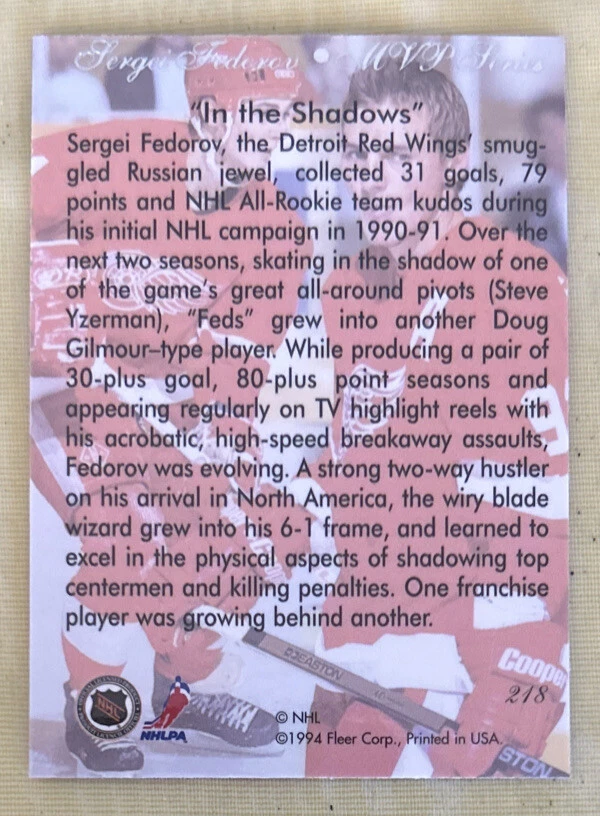 Sergei Fedorov • MVP Series
"In the Shadows"
Sergei Fedorov, the Detroit Red Wings' smug-
gled Russian jewel, collected 31 goals, 79
points and NHL All-Rookie team kudos during
his initial NHL campaign in 1990-91. Over the
next two seasons, skating in the shadow of one
of the game's great all-around pivots (Steve
Yzerman), "Feds" grew into another Doug
Gilmour–type player. While producing a pair of
30-plus goal, 80-plus point seasons and
appearing regularly on TV highlight reels with
his acrobatic, high-speed breakaway assaults,
Fedorov was evolving. A strong two-way hustler
on his arrival in North America, the wiry blade
wizard grew into his 6-1 frame, and learned to
excel in the physical aspects of shadowing top
centermen and killing penalties. One franchise
player was growing behind another.
EASTON
Cooper
218
NHL
NHLPA
© NHL
©1994 Fleer Corp., Printed in USA.
STON